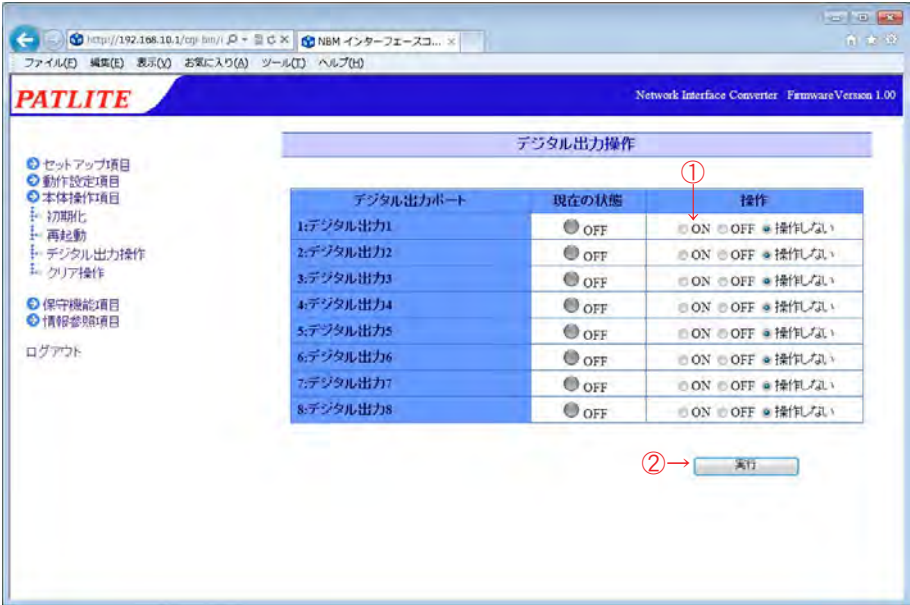 http://192.168.10.1/cgi-bin/i
NBM インターフェースコ...
ファイル(F) 編集(E) 表示(V) お気に入り(A) ツール(T) ヘルプ(H)
PATLITE
Network Interface Converter FirmwareVersion 1.00
デジタル出力操作
セットアップ項目
動作設定項目
本体操作項目
初期化
再起動
デジタル出力操作
クリア操作
保守機能項目
情報参照項目
ログアウト
①
デジタル出力ポート 現在の状態 操作
1:デジタル出力1 OFF ON OFF 操作しない
2:デジタル出力2 OFF ON OFF 操作しない
3:デジタル出力3 OFF ON OFF 操作しない
4:デジタル出力4 OFF ON OFF 操作しない
5:デジタル出力5 OFF ON OFF 操作しない
6:デジタル出力6 OFF ON OFF 操作しない
7:デジタル出力7 OFF ON OFF 操作しない
8:デジタル出力8 OFF ON OFF 操作しない
②→ 実行